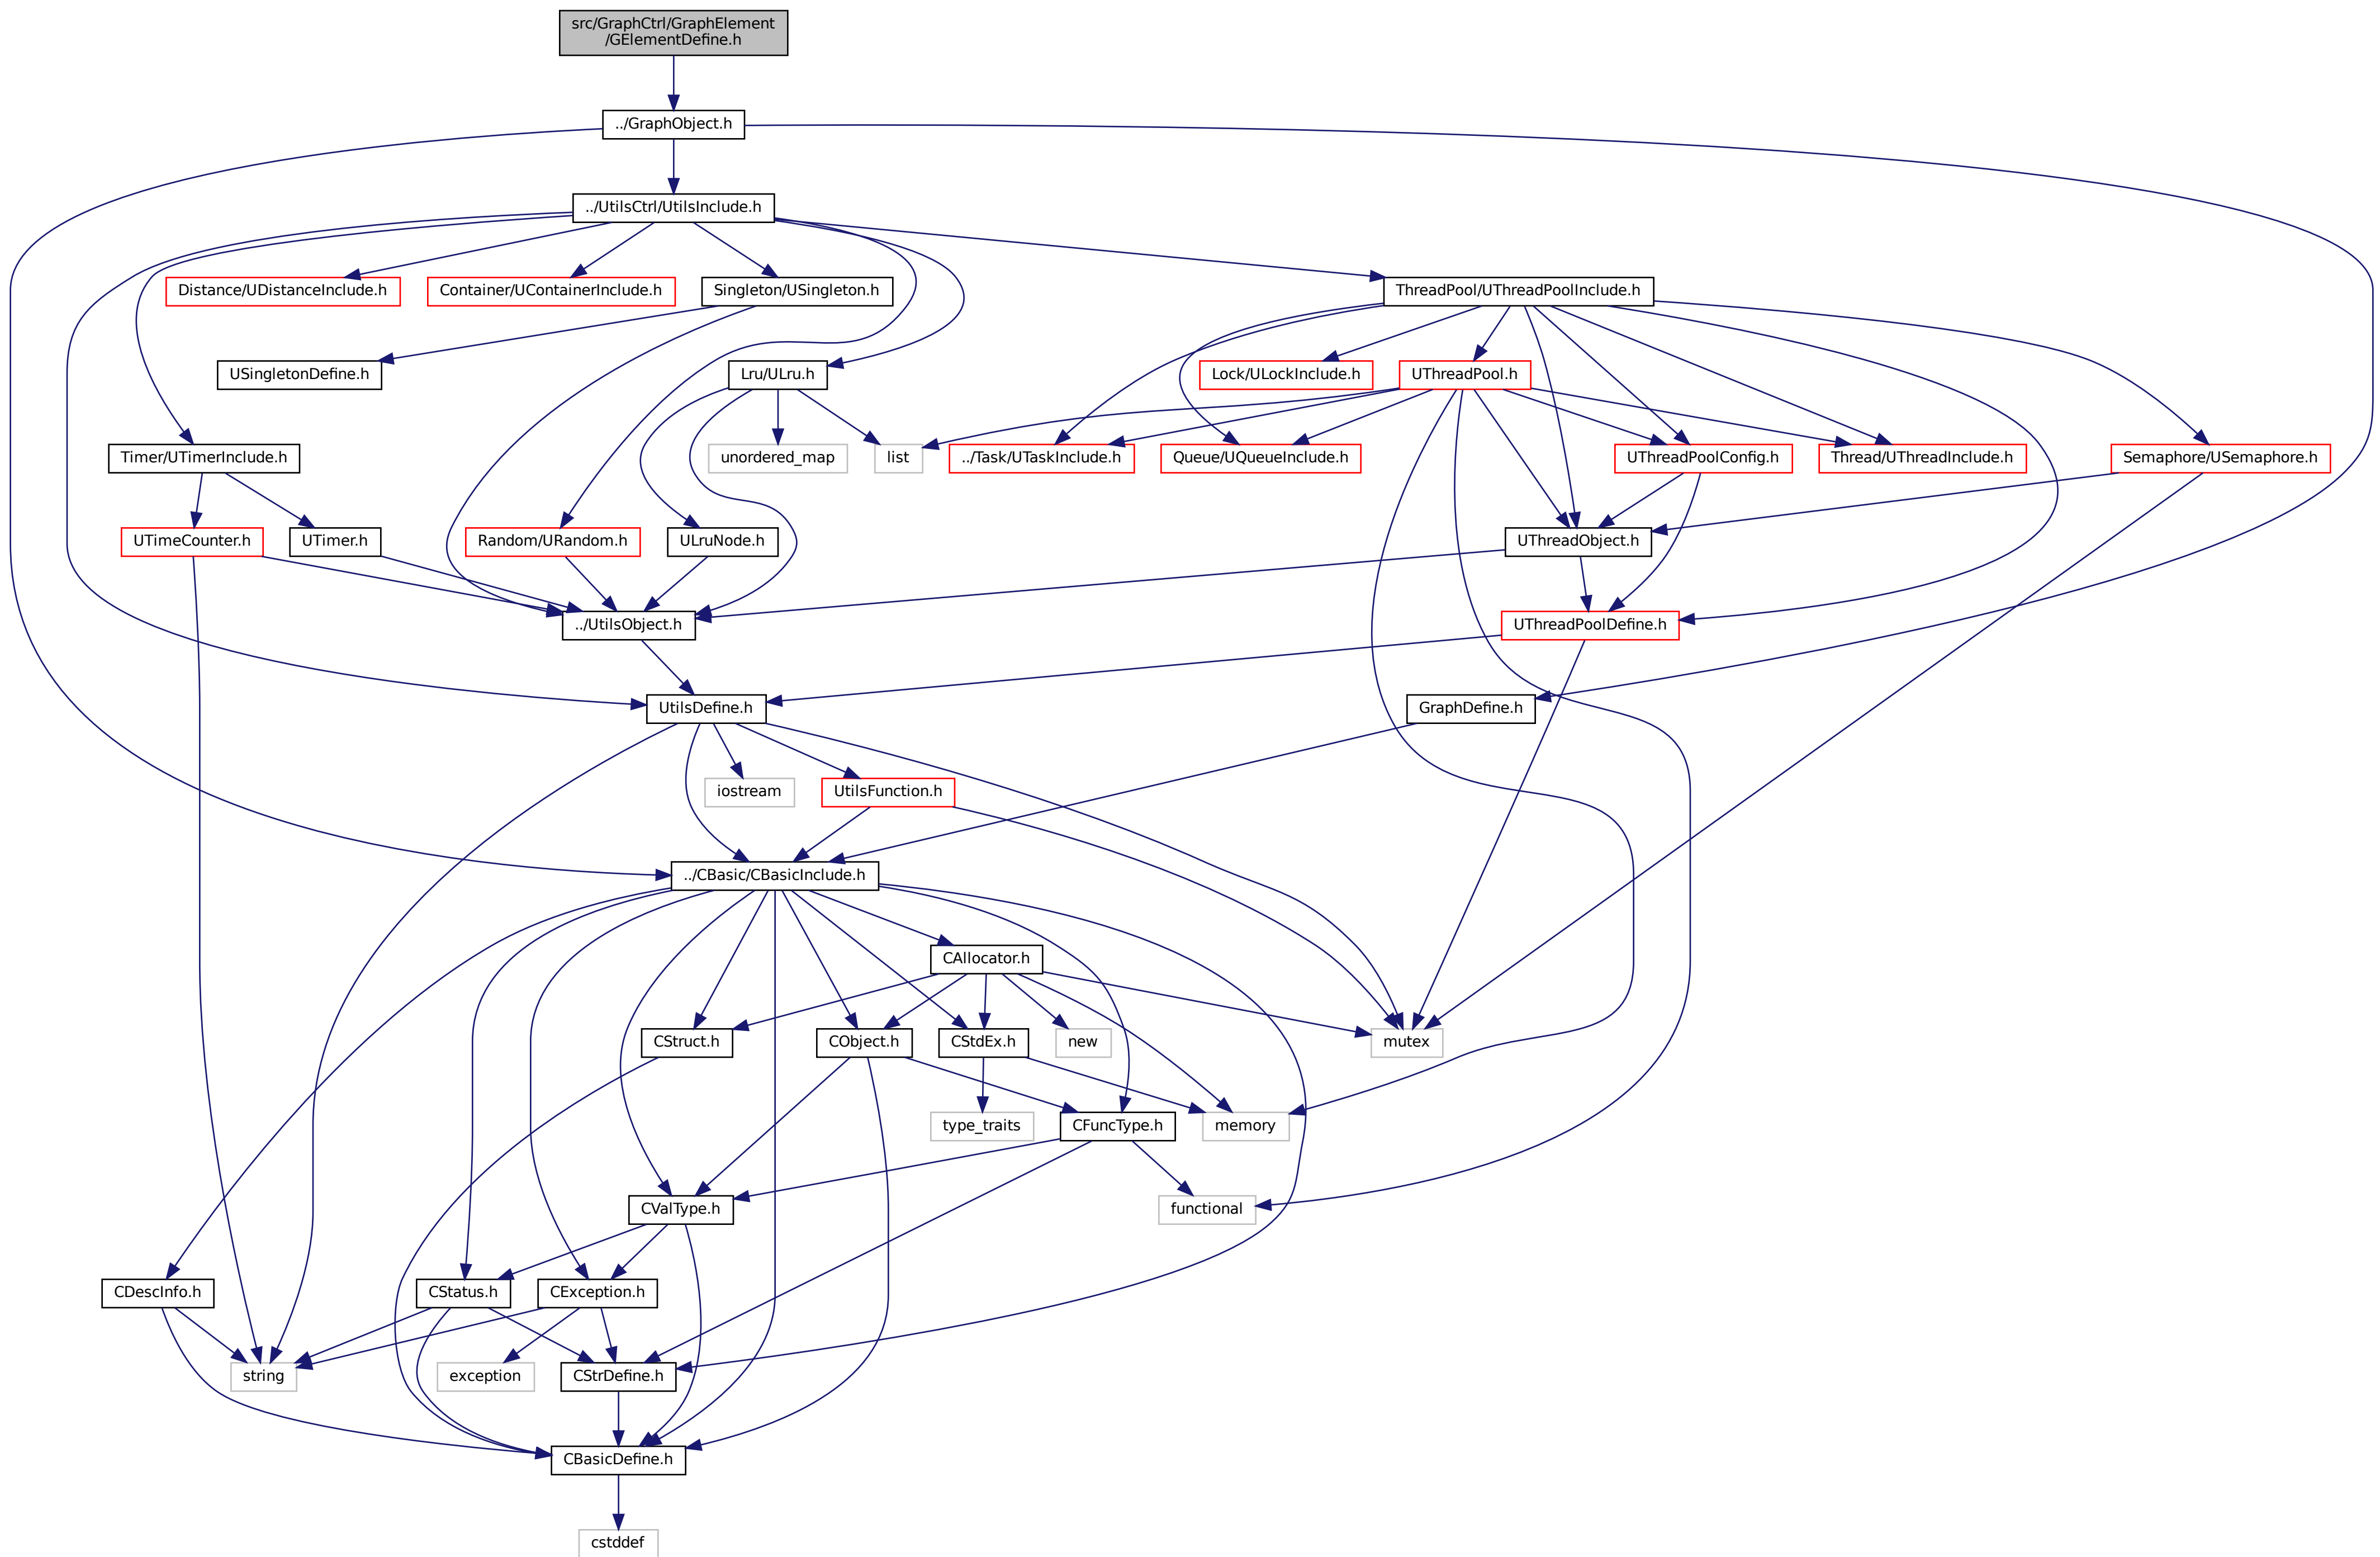 src/GraphCtrl/GraphElement
/GElementDefine.h
../GraphObject.h
../UtilsCtrl/UtilsInclude.h
Distance/UDistanceInclude.h
Container/UContainerInclude.h
Singleton/USingleton.h
ThreadPool/UThreadPoolInclude.h
USingletonDefine.h
Lru/ULru.h
Lock/ULockInclude.h
UThreadPool.h
Timer/UTimerInclude.h
unordered_map
list
../Task/UTaskInclude.h
Queue/UQueueInclude.h
UThreadPoolConfig.h
Thread/UThreadInclude.h
Semaphore/USemaphore.h
UTimeCounter.h
UTimer.h
Random/URandom.h
ULruNode.h
UThreadObject.h
../UtilsObject.h
UThreadPoolDefine.h
UtilsDefine.h
GraphDefine.h
iostream
UtilsFunction.h
../CBasic/CBasicInclude.h
CAllocator.h
CStruct.h
CObject.h
CStdEx.h
new
mutex
type_traits
CFuncType.h
memory
CValType.h
functional
CDescInfo.h
CStatus.h
CException.h
string
exception
CStrDefine.h
CBasicDefine.h
cstddef